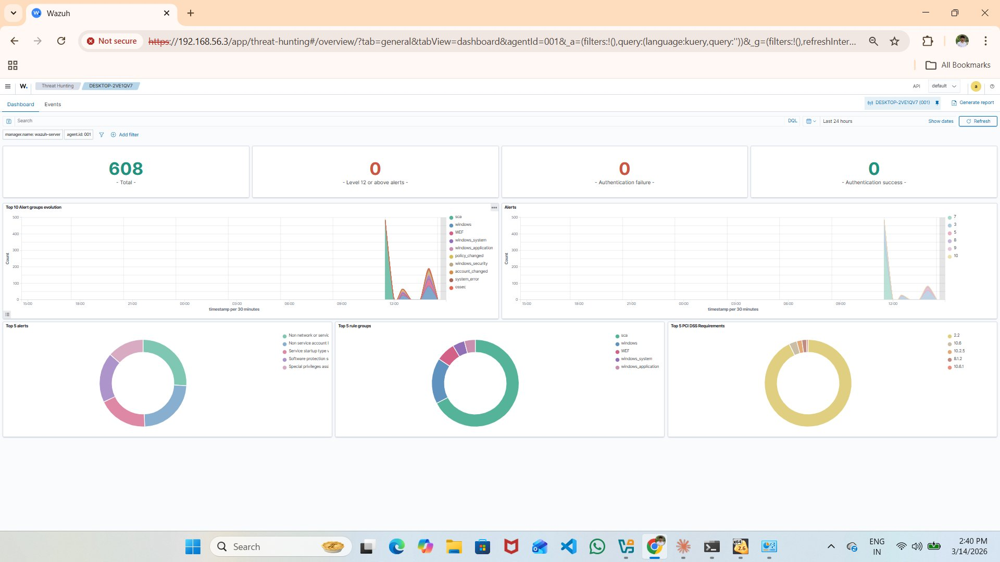 Wazuh
Not secure
https://192.168.56.3/app/threat-hunting#/overview/?tab=general&tabView=dashboard&agentId=001&_a=(filters:!(),query:(language:kuery,query:''))&_g=(filters:!(),refreshInter...
All Bookmarks
W. Threat Hunting DESKTOP-2VE1QV7 API default a
Dashboard Events DESKTOP-2VE1QV7 (001) Generate report
Search DQL Last 24 hours Show dates Refresh
manager.name: wazuh-server agent.id: 001 Add filter
608 0 0 0
- Total - - Level 12 or above alerts - - Authentication failure - - Authentication success -
Top 10 Alert groups evolution
500
400
300
200
100
0
Count
15:00 18:00 21:00 00:00 03:00 06:00 09:00 12:00
timestamp per 30 minutes
sca
windows
WEF
windows_system
windows_application
policy_changed
windows_security
account_changed
system_error
ossec
Alerts
500
400
300
200
100
0
Count
15:00 18:00 21:00 00:00 03:00 06:00 09:00 12:00
timestamp per 30 minutes
7
3
5
8
9
10
Top 5 alerts
Non network or servic
Non service account l
Service startup type
Software protection s
Special privileges assi
Top 5 rule groups
sca
windows
WEF
windows_system
windows_application
Top 5 PCI DSS Requirements
2.2
10.6
10.2.5
8.1.2
10.6.1
Search
x64
2.6
ENG
IN
2:40 PM
3/14/2026